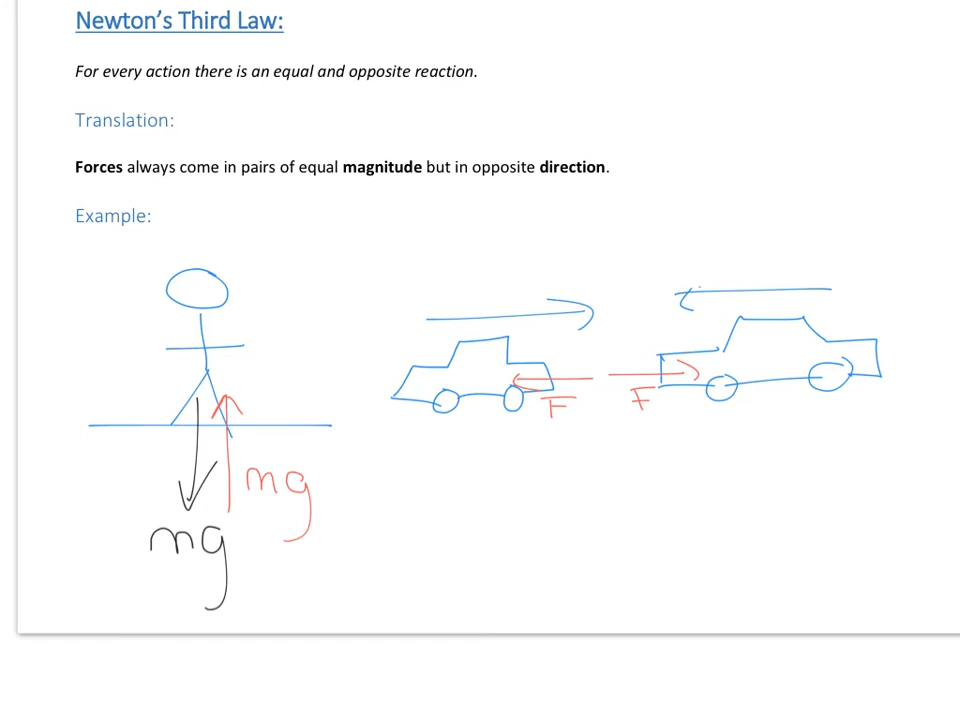 Newton's Third Law:
For every action there is an equal and opposite reaction.
Translation:
Forces always come in pairs of equal magnitude but in opposite direction.
Example:
F
F
mg
mg